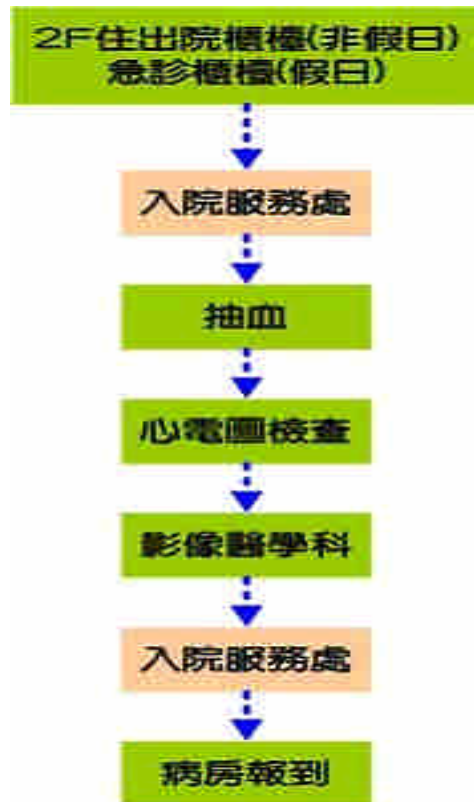 2F住出院櫃檯(非假日)
急診櫃檯(假日)
入院服務處
抽血
心電圖檢查
影像醫學科
入院服務處
病房報到